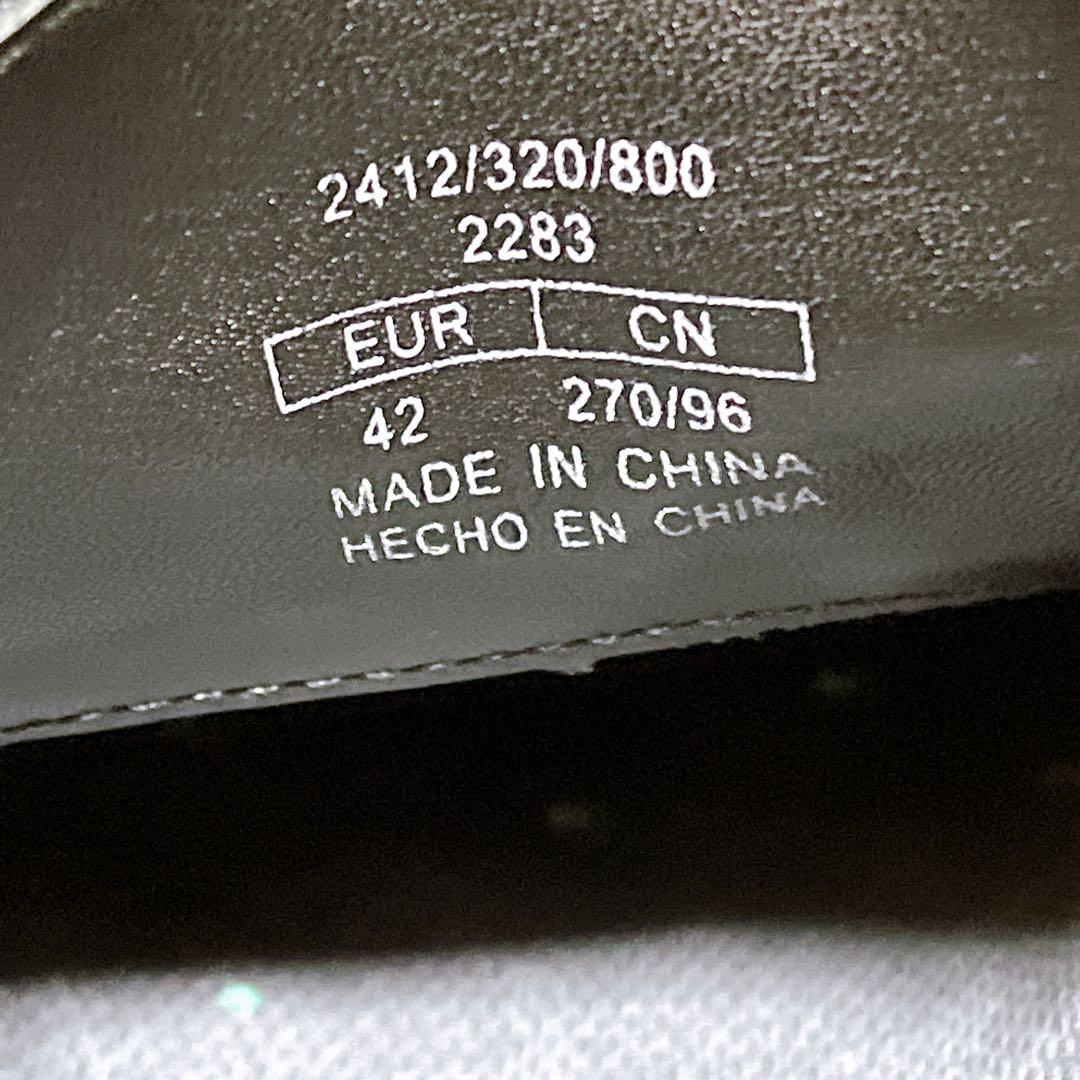 2412/320/800
2283
EUR CN
42 270/96
MADE IN CHINA
HECHO EN CHINA